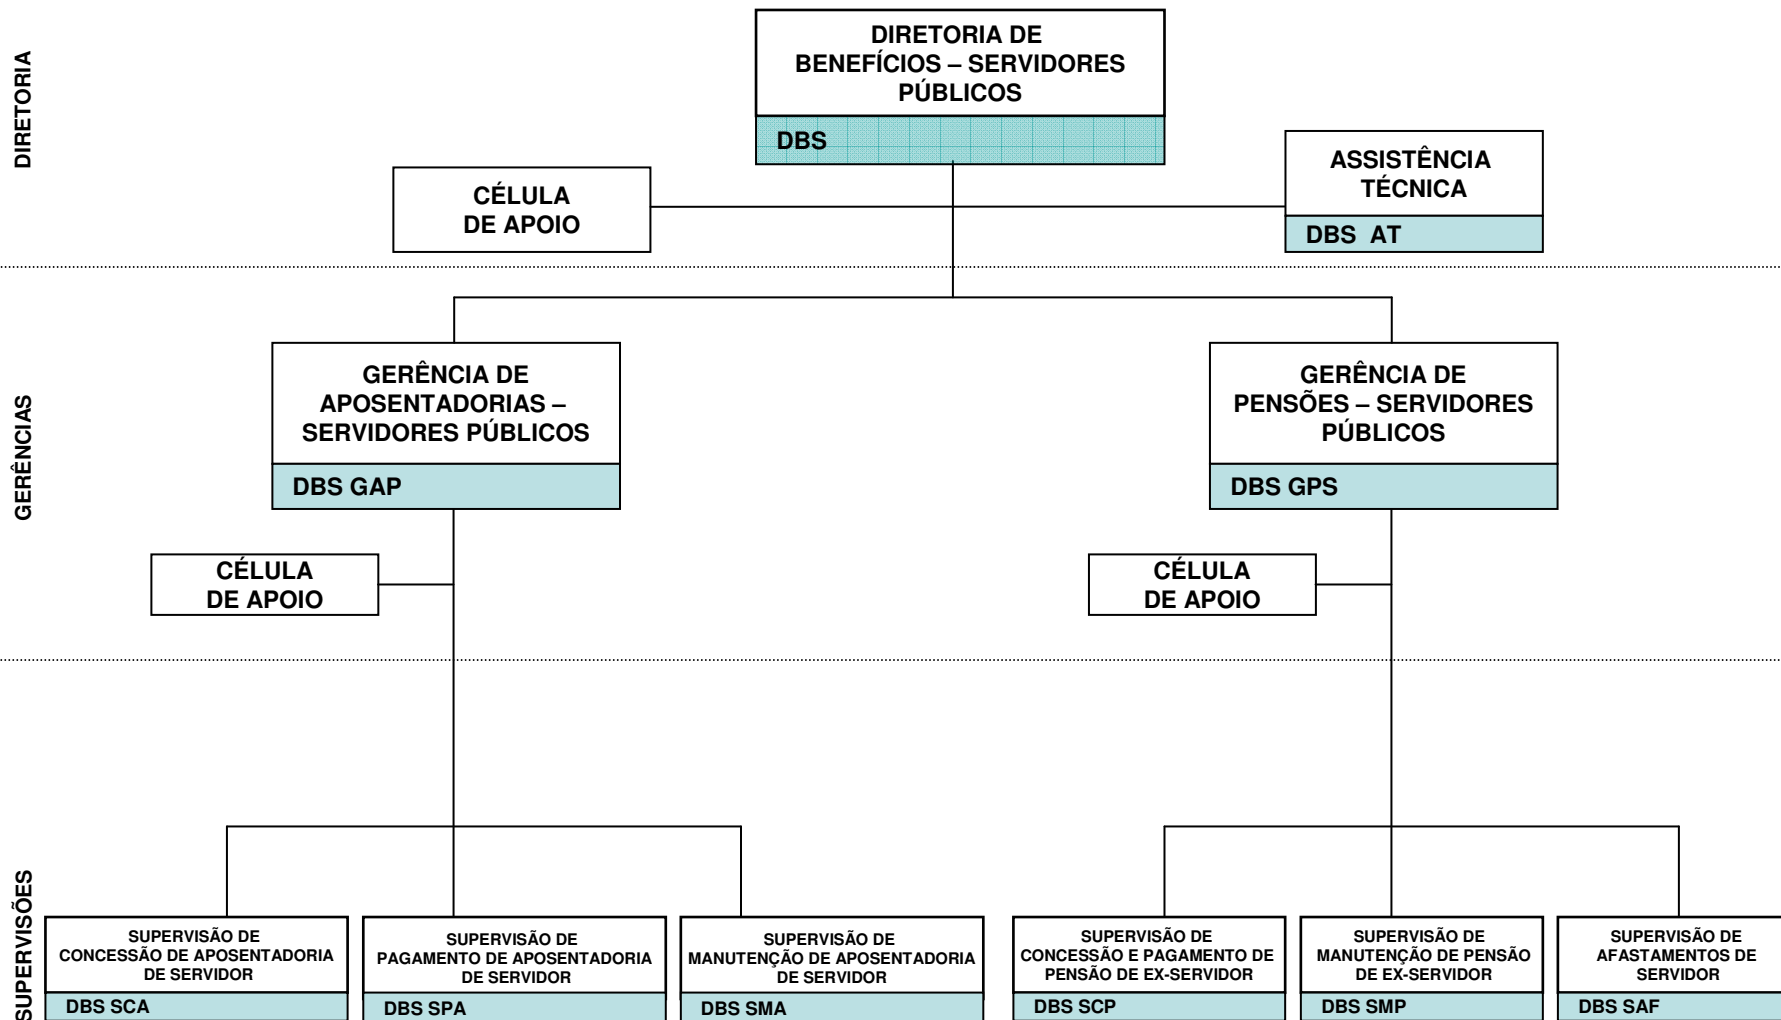 DIRETORIA
DIRETORIA DE
BENEFÍCIOS – SERVIDORES
PÚBLICOS
DBS
CÉLULA
DE APOIO
ASSISTÊNCIA
TÉCNICA
DBS AT
GERÊNCIAS
GERÊNCIA DE
APOSENTADORIAS –
SERVIDORES PÚBLICOS
DBS GAP
GERÊNCIA DE
PENSÕES – SERVIDORES
PÚBLICOS
DBS GPS
CÉLULA
DE APOIO
CÉLULA
DE APOIO
SUPERVISÕES
SUPERVISÃO DE
CONCESSÃO DE APOSENTADORIA
DE SERVIDOR
DBS SCA
SUPERVISÃO DE
PAGAMENTO DE APOSENTADORIA
DE SERVIDOR
DBS SPA
SUPERVISÃO DE
MANUTENÇÃO DE APOSENTADORIA
DE SERVIDOR
DBS SMA
SUPERVISÃO DE
CONCESSÃO E PAGAMENTO DE
PENSÃO DE EX-SERVIDOR
DBS SCP
SUPERVISÃO DE
MANUTENÇÃO DE PENSÃO
DE EX-SERVIDOR
DBS SMP
SUPERVISÃO DE
AFASTAMENTOS DE
SERVIDOR
DBS SAF